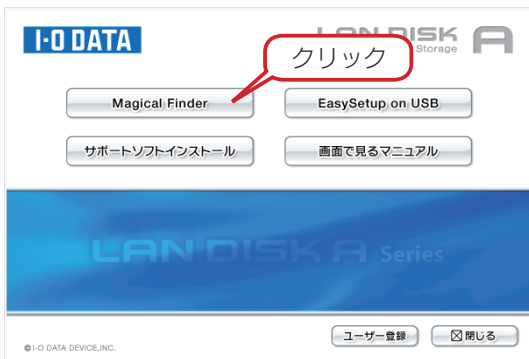 I-O DATA
LAN DISK A
Storage
クリック
Magical Finder
EasySetup on USB
サポートソフトインストール
画面で見るマニュアル
LAN DISK A Series
ユーザー登録
閉じる
©I-O DATA DEVICE,INC.